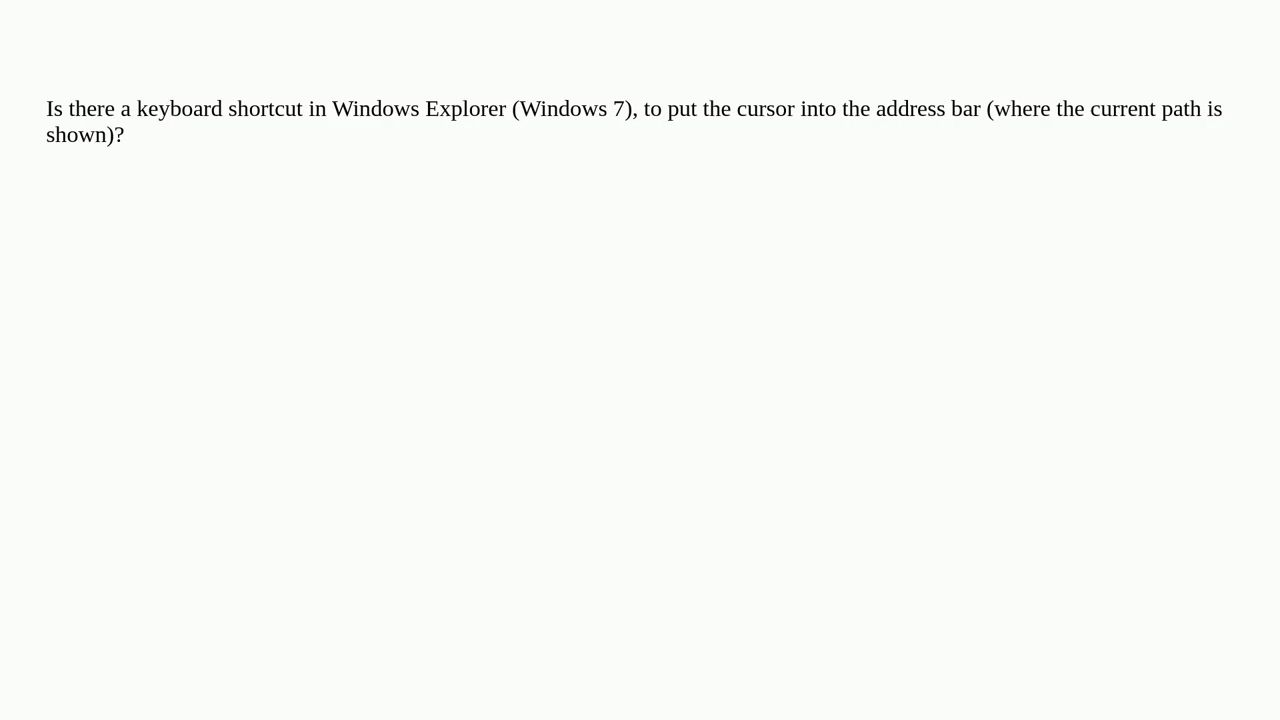 Is there a keyboard shortcut in Windows Explorer (Windows 7), to put the cursor into the address bar (where the current path is
shown)?